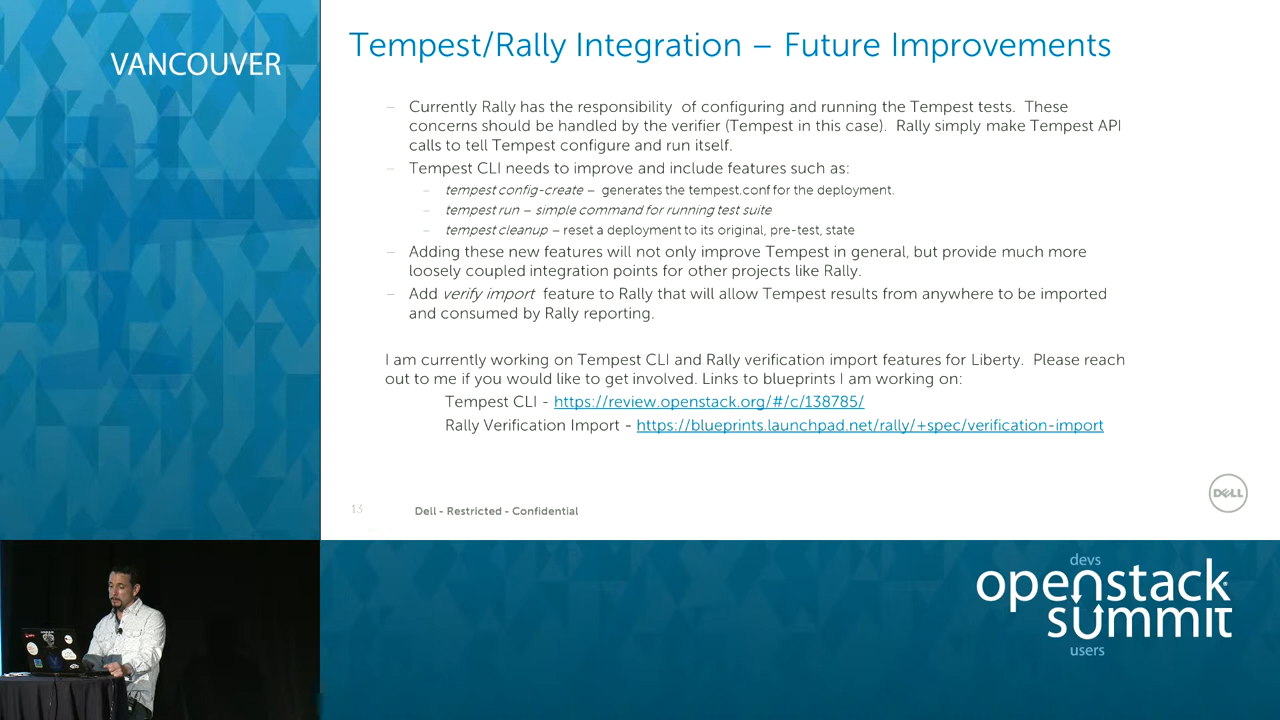 VANCOUVER
Tempest/Rally Integration – Future Improvements
– Currently Rally has the responsibility of configuring and running the Tempest tests. These
concerns should be handled by the verifier (Tempest in this case). Rally simply make Tempest API
calls to tell Tempest configure and run itself.
– Tempest CLI needs to improve and include features such as:
– tempest config-create – generates the tempest.conf for the deployment.
– tempest run – simple command for running test suite
– tempest cleanup – reset a deployment to its original, pre-test, state
– Adding these new features will not only improve Tempest in general, but provide much more
loosely coupled integration points for other projects like Rally.
– Add verify import feature to Rally that will allow Tempest results from anywhere to be imported
and consumed by Rally reporting.
I am currently working on Tempest CLI and Rally verification import features for Liberty. Please reach
out to me if you would like to get involved. Links to blueprints I am working on:
Tempest CLI - https://review.openstack.org/#/c/138785/
Rally Verification Import - https://blueprints.launchpad.net/rally/+spec/verification-import
DELL
13 Dell - Restricted - Confidential
devs
openstack
summit
users